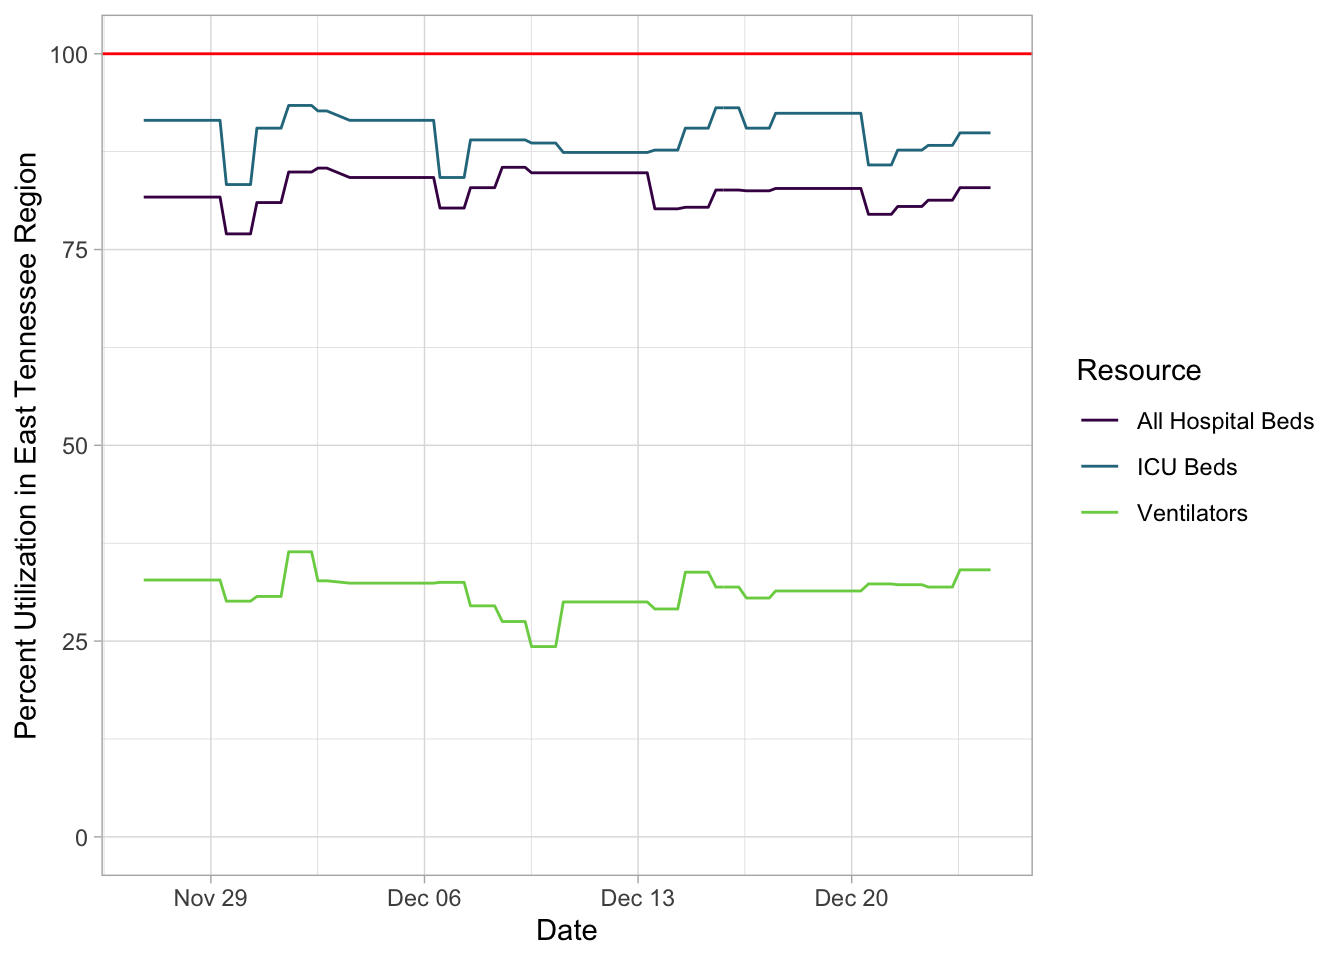 Percent Utilization in East Tennessee Region
100
75
50
25
0
Nov 29
Dec 06
Dec 13
Dec 20
Date
Resource
All Hospital Beds
ICU Beds
Ventilators